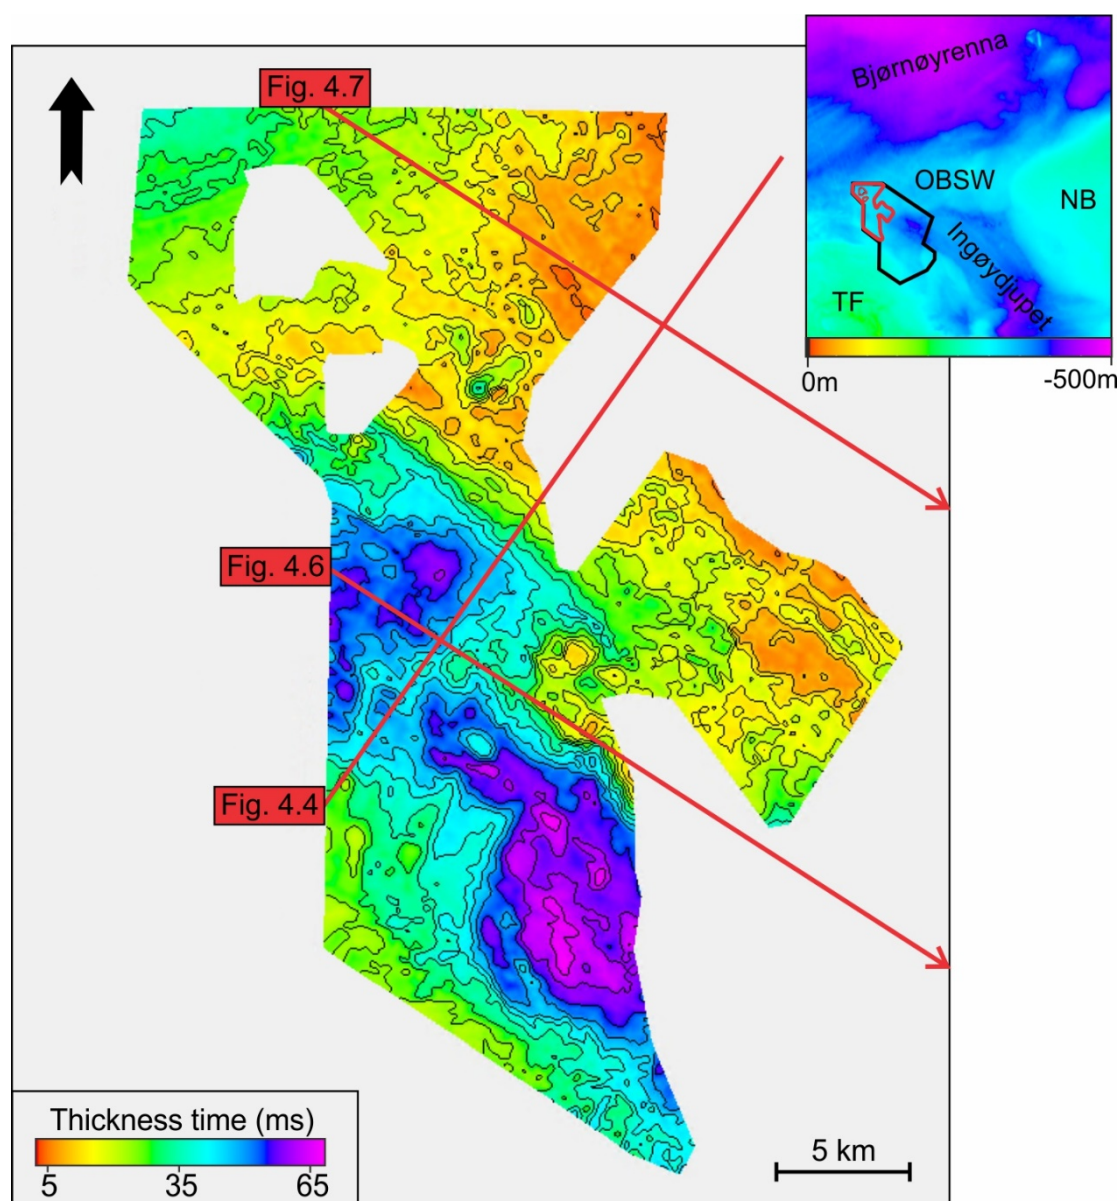 Fig. 4.7
Bjørnøyrenna
OBSW
NB
Ingøydjupet
TF
0m
-500m
Fig. 4.6
Fig. 4.4
Thickness time (ms)
5 35 65
5 km